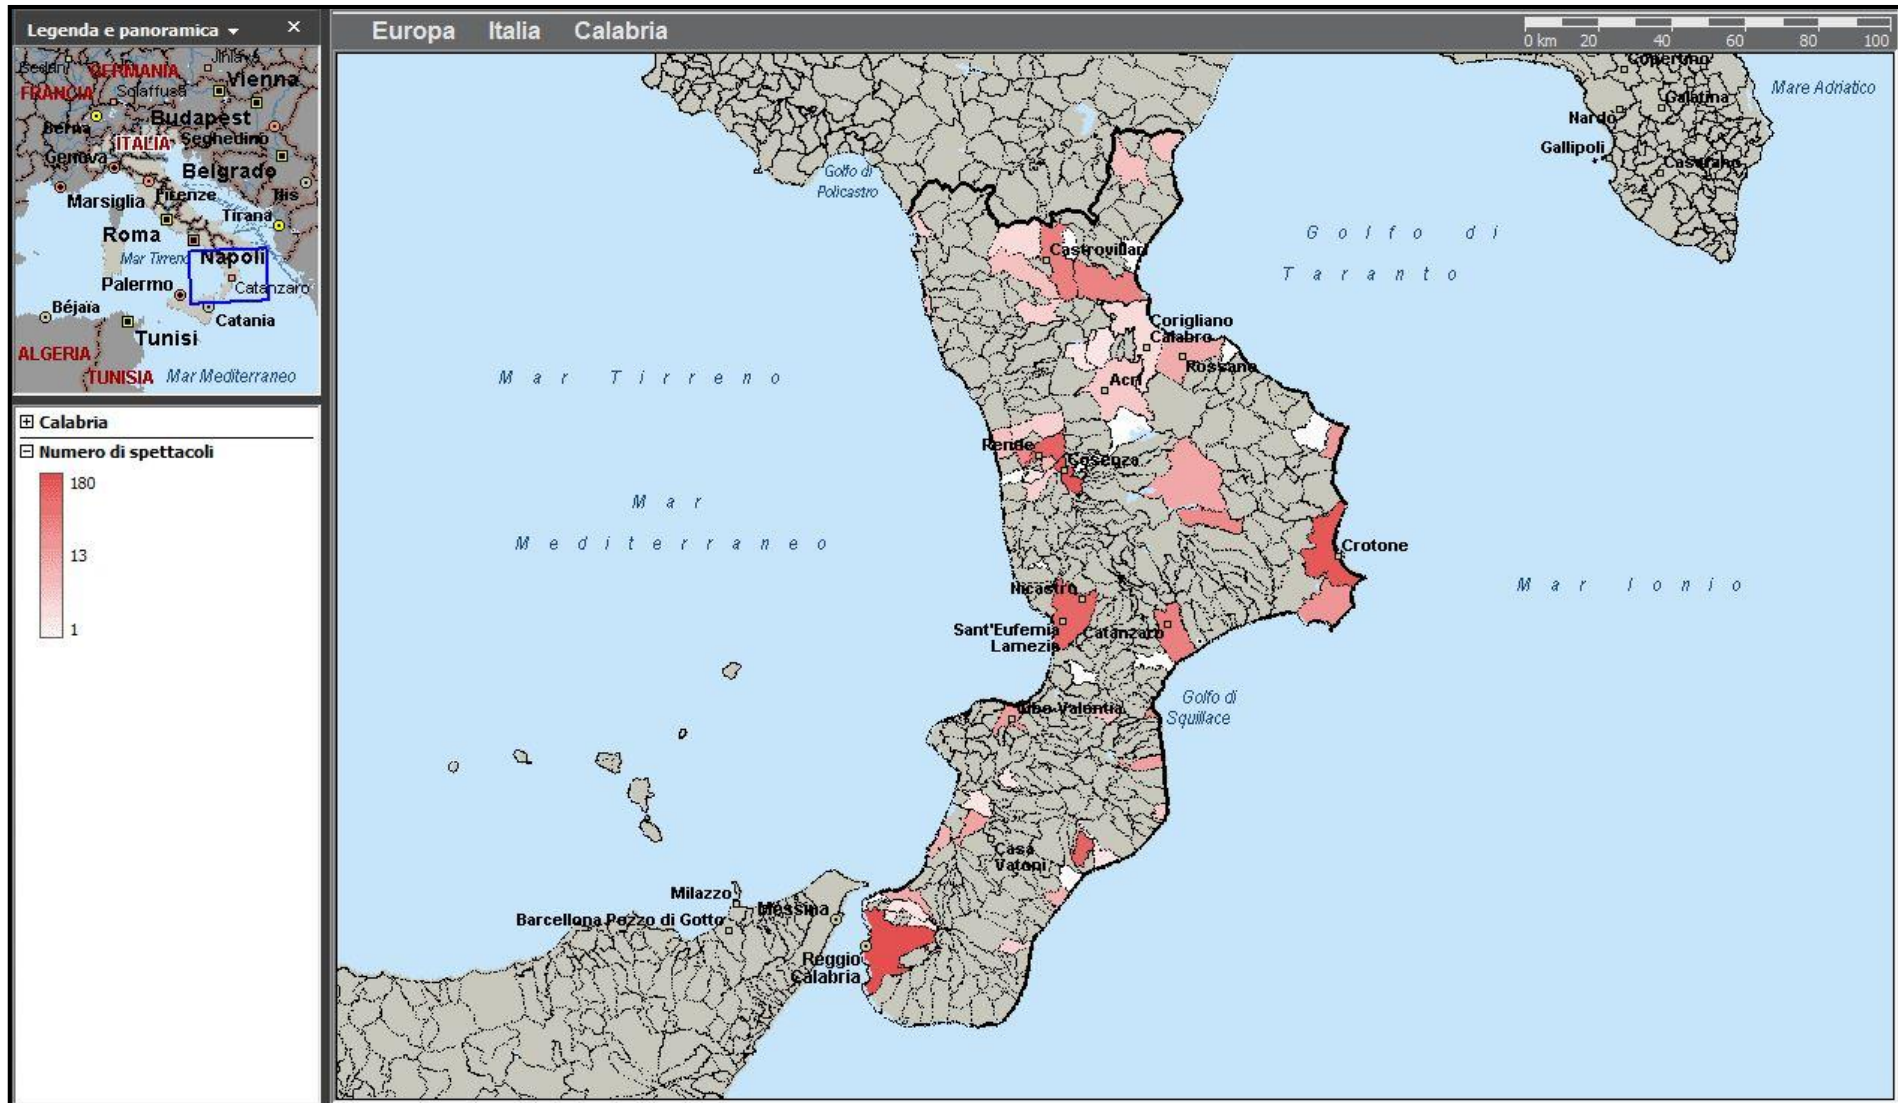 Legenda e panoramica
Europa Italia Calabria
0 km 20 40 60 80 100
GERMANIA
Jihlava
Vienna
FRANCIA
Sciaffusa
Berna
Budapest
ITALIA
Seghedino
Genova
Belgrado
Marsiglia
Firenze
Nis
Tirana
Roma
Mar Tirreno
Napoli
Palermo
Catanzaro
Béjaïa
Catania
Tunisi
ALGERIA
TUNISIA
Mar Mediterraneo
Calabria
Numero di spettacoli
180
13
1
Copertino
Mare Adriatico
Galatina
Nardò
Gallipoli
Casarano
Golfo di
Policastro
Golfo di
Taranto
Castrovillari
Corigliano
Calabro
Rossano
Acri
Mar Tirreno
Rende
Cosenza
Mar
Mediterraneo
Crotone
Mar Ionio
Nicastro
Sant'Eufemia
Lamezia
Catanzaro
Golfo di
Squillace
Vibo Valentia
Casa
Vatoni
Milazzo
Messina
Barcellona Pozzo di Gotto
Reggio
Calabria